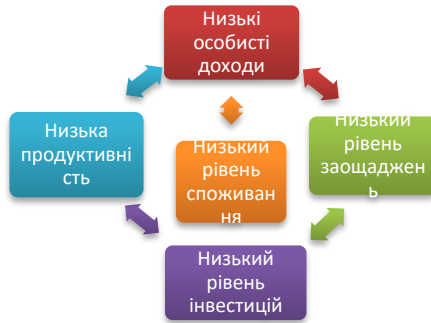 Низькі
особисті
доходи
Низька
продуктивні
сть
Низький
рівень
споживан
ня
Низький
рівень
заощаджен
ь
Низький
рівень
інвестицій